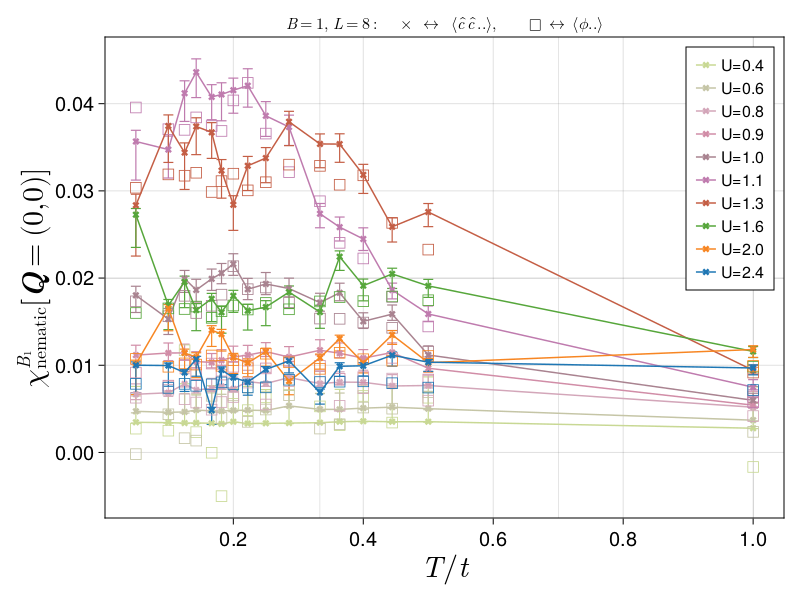 B = 1, L = 8 : × ↔ ⟨ĉ ĉ ..⟩, □ ↔ ⟨ϕ..⟩
χ^{B₁}_{nematic}[Q = (0,0)]
0.04
0.03
0.02
0.01
0.00
U=0.4
U=0.6
U=0.8
U=0.9
U=1.0
U=1.1
U=1.3
U=1.6
U=2.0
U=2.4
0.2 0.4 0.6 0.8 1.0
T/t